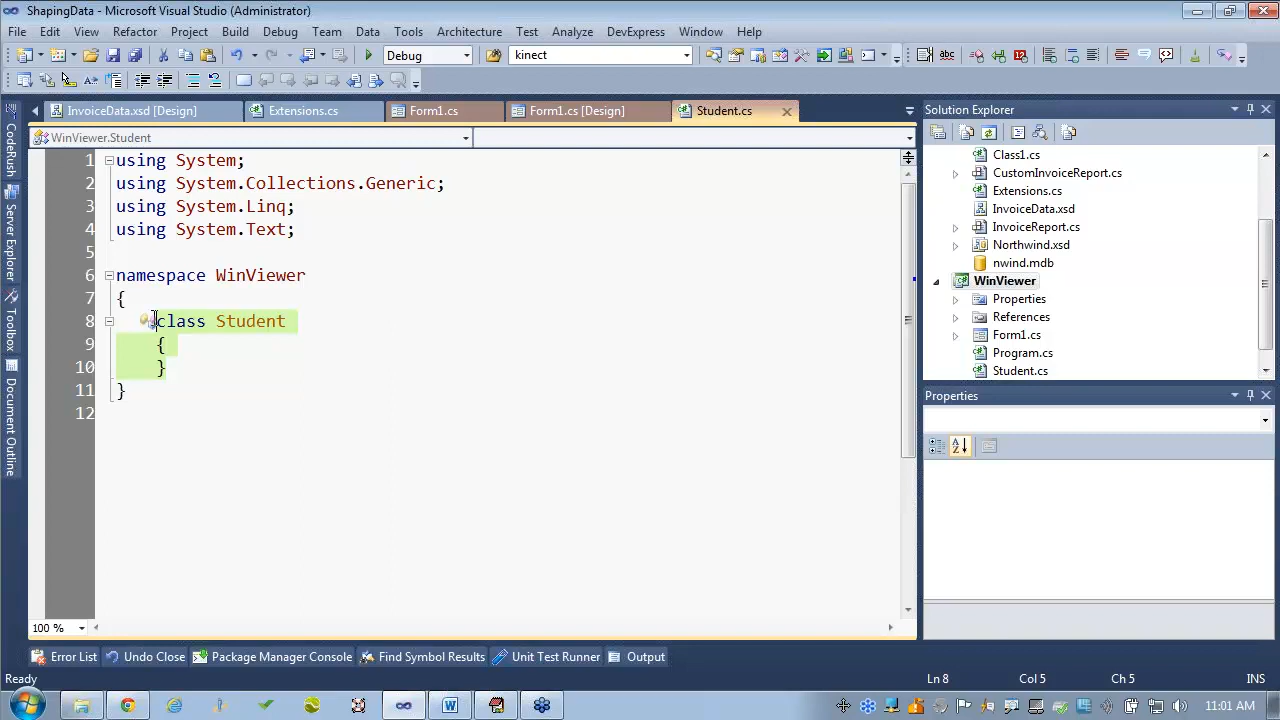 ShapingData - Microsoft Visual Studio (Administrator)
File Edit View Refactor Project Build Debug Team Data Tools Architecture Test Analyze DevExpress Window Help
Debug kinect
InvoiceData.xsd [Design] Extensions.cs Form1.cs Form1.cs [Design] Student.cs
WinViewer.Student
1 using System;
2 using System.Collections.Generic;
3 using System.Linq;
4 using System.Text;
5
6 namespace WinViewer
7 {
8 class Student
9 {
10 }
11 }
12
100 %
CodeRush
Server Explorer
Toolbox
Document Outline
Solution Explorer
Class1.cs
CustomInvoiceReport.cs
Extensions.cs
InvoiceData.xsd
InvoiceReport.cs
Northwind.xsd
nwind.mdb
WinViewer
Properties
References
Form1.cs
Program.cs
Student.cs
Properties
Error List Undo Close Package Manager Console Find Symbol Results Unit Test Runner Output
Ready Ln 8 Col 5 Ch 5 INS
11:01 AM